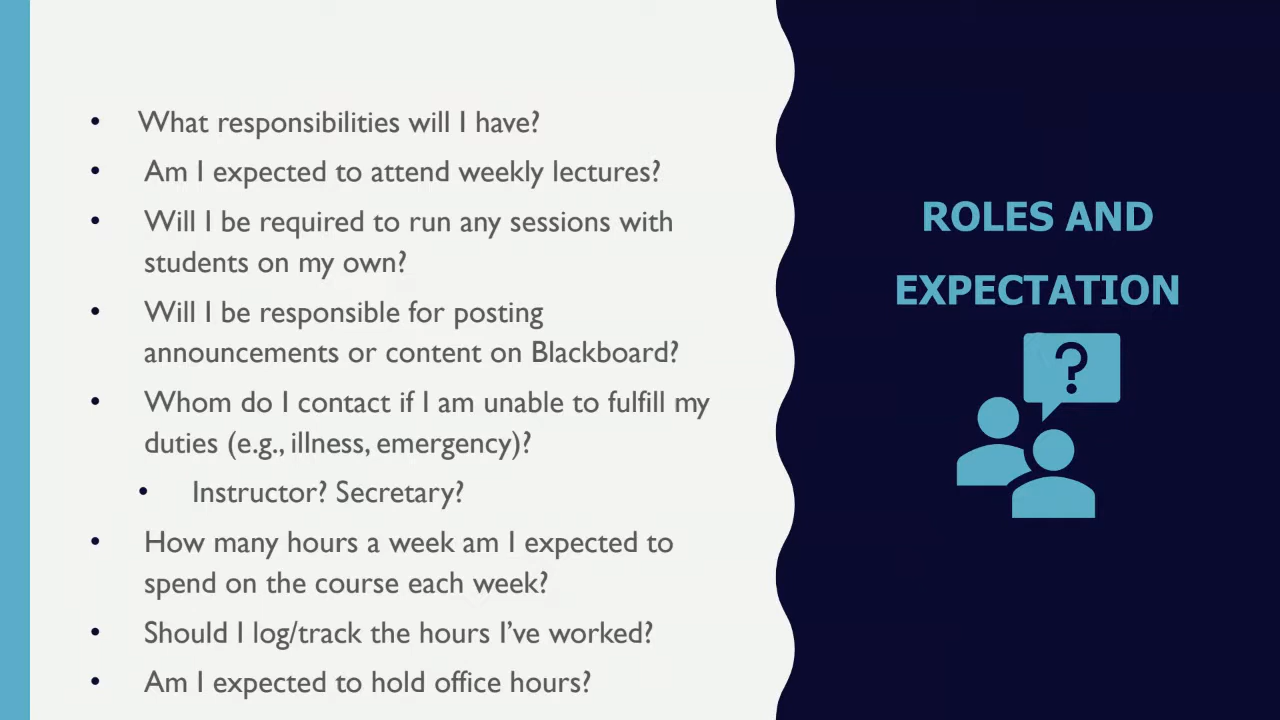 • What responsibilities will I have?
• Am I expected to attend weekly lectures?
• Will I be required to run any sessions with
students on my own?
• Will I be responsible for posting
announcements or content on Blackboard?
• Whom do I contact if I am unable to fulfill my
duties (e.g., illness, emergency)?
• Instructor? Secretary?
• How many hours a week am I expected to
spend on the course each week?
• Should I log/track the hours I’ve worked?
• Am I expected to hold office hours?
ROLES AND
EXPECTATION
?